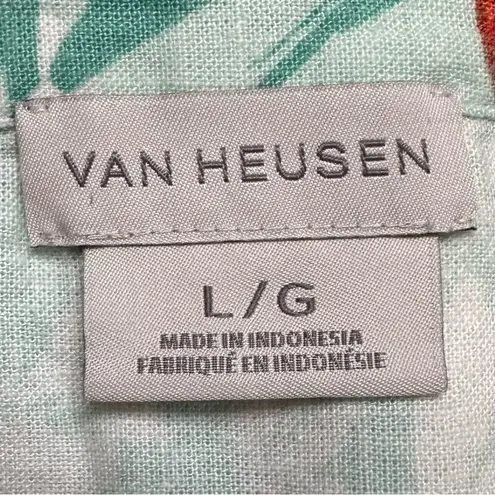 VAN HEUSEN
L/G
MADE IN INDONESIA
FABRIQUÉ EN INDONÉSIE